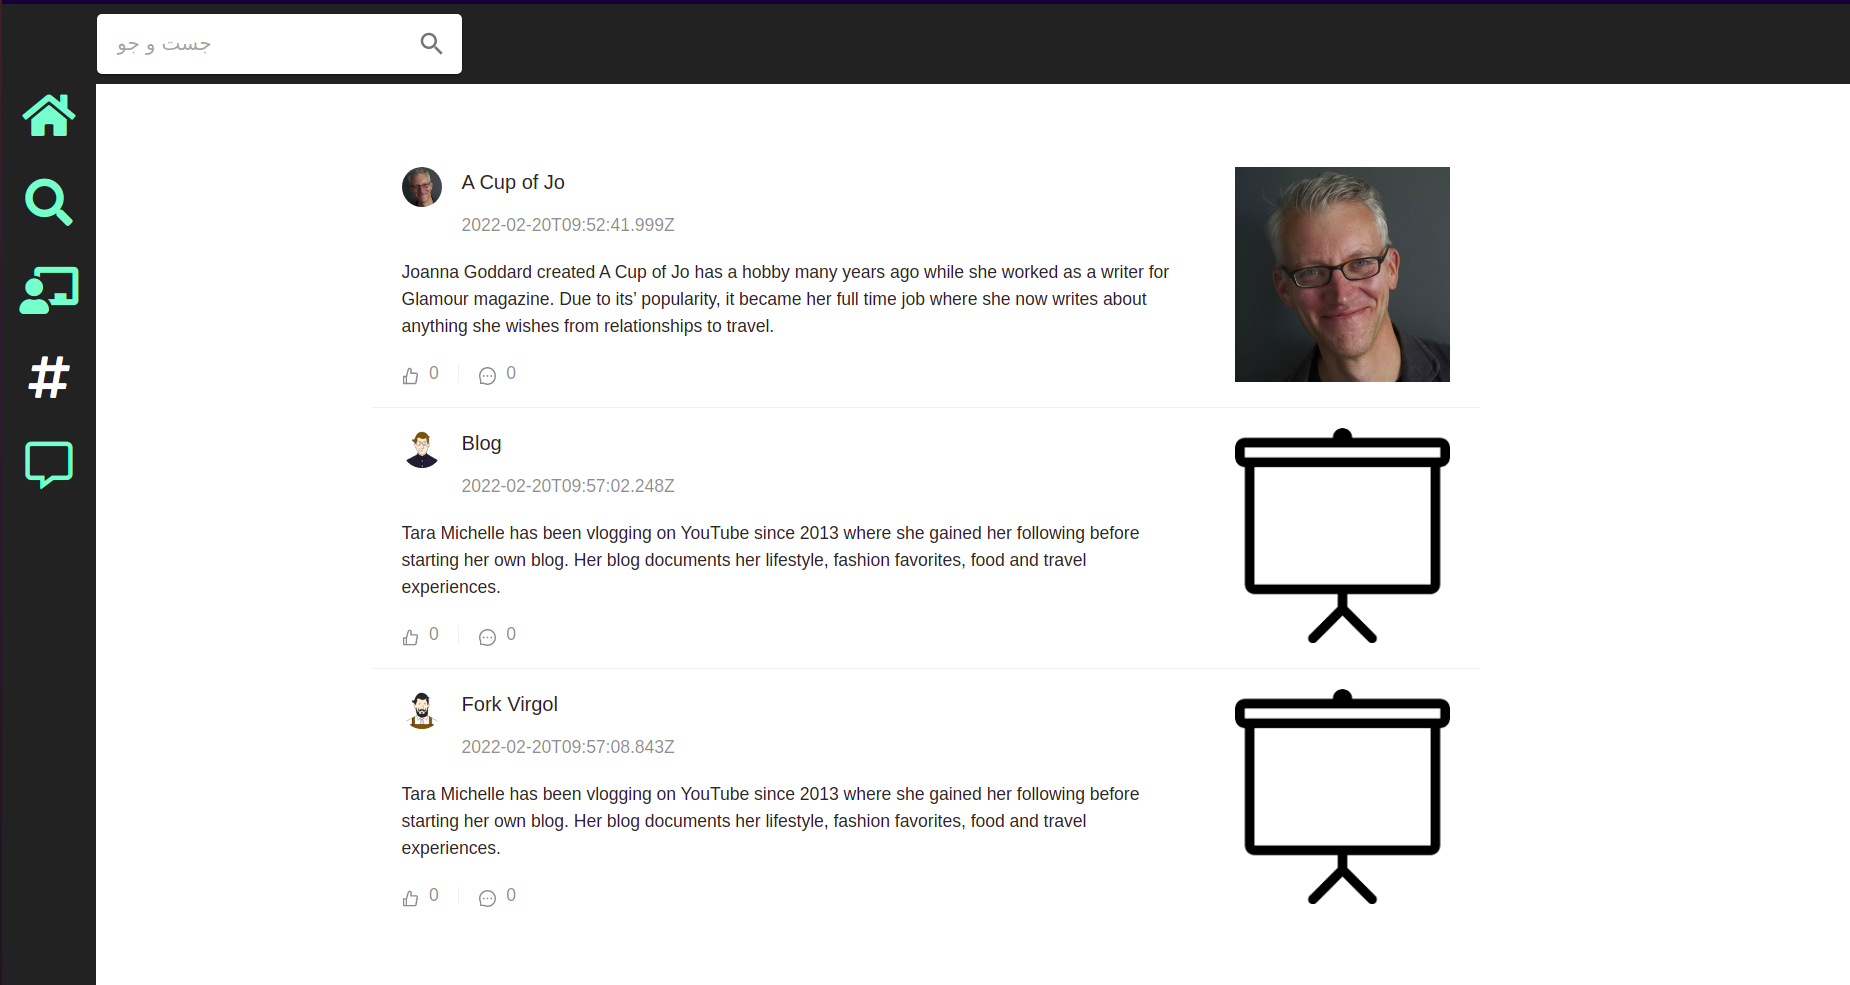 جست و جو
A Cup of Jo
2022-02-20T09:52:41.999Z
Joanna Goddard created A Cup of Jo has a hobby many years ago while she worked as a writer for
Glamour magazine. Due to its’ popularity, it became her full time job where she now writes about
anything she wishes from relationships to travel.
0 0
Blog
2022-02-20T09:57:02.248Z
Tara Michelle has been vlogging on YouTube since 2013 where she gained her following before
starting her own blog. Her blog documents her lifestyle, fashion favorites, food and travel
experiences.
0 0
Fork Virgol
2022-02-20T09:57:08.843Z
Tara Michelle has been vlogging on YouTube since 2013 where she gained her following before
starting her own blog. Her blog documents her lifestyle, fashion favorites, food and travel
experiences.
0 0
#